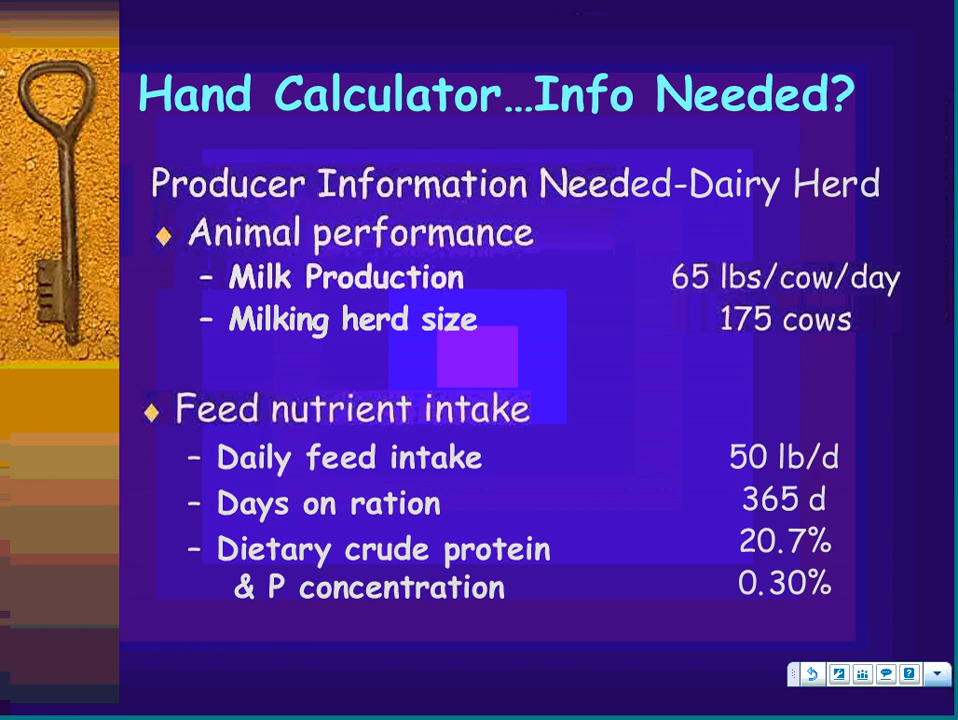 Hand Calculator…Info Needed?
Producer Information Needed-Dairy Herd
♦ Animal performance
– Milk Production 65 lbs/cow/day
– Milking herd size 175 cows
♦ Feed nutrient intake
– Daily feed intake 50 lb/d
– Days on ration 365 d
– Dietary crude protein 20.7%
& P concentration 0.30%